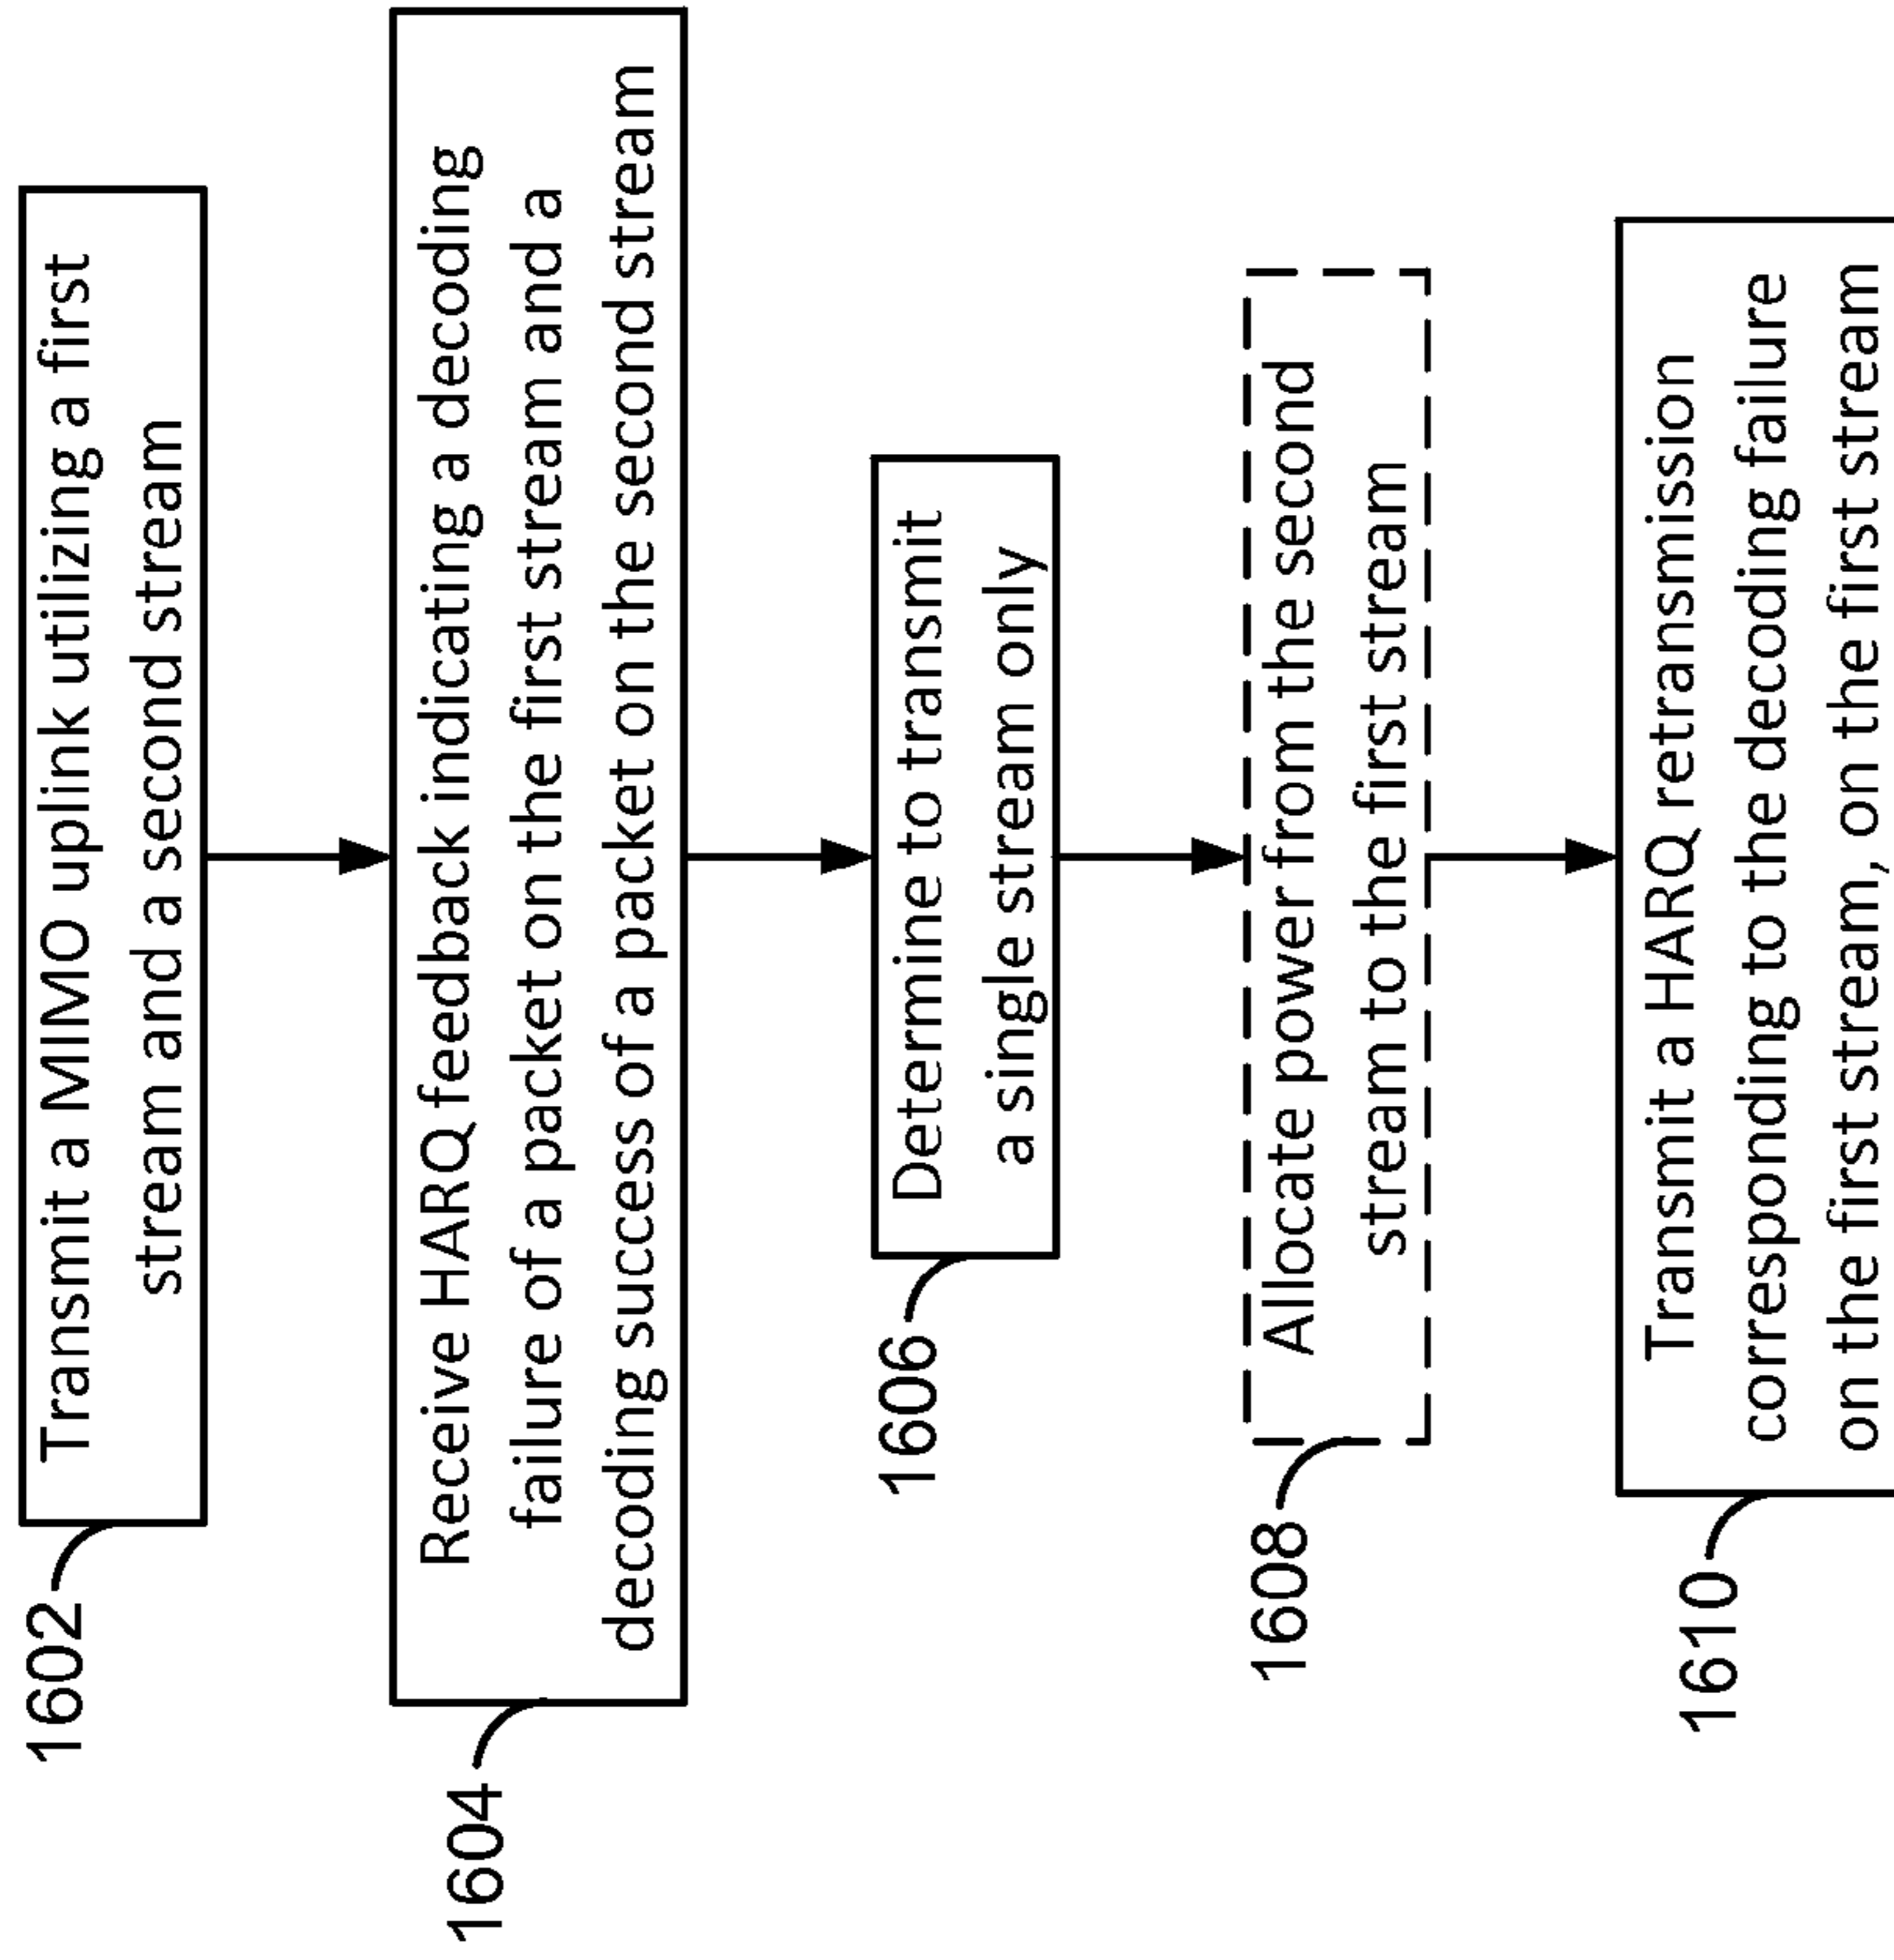 1602
Transmit a MIMO uplink utilizing a first
stream and a second stream
1604
Receive HARQ feedback indicating a decoding
failure of a packet on the first stream and a
decoding success of a packet on the second stream
1606
Determine to transmit
a single stream only
1608
Allocate power from the second
stream to the first stream
1610
Transmit a HARQ retransmission
corresponding to the decoding failure
on the first stream, on the first stream